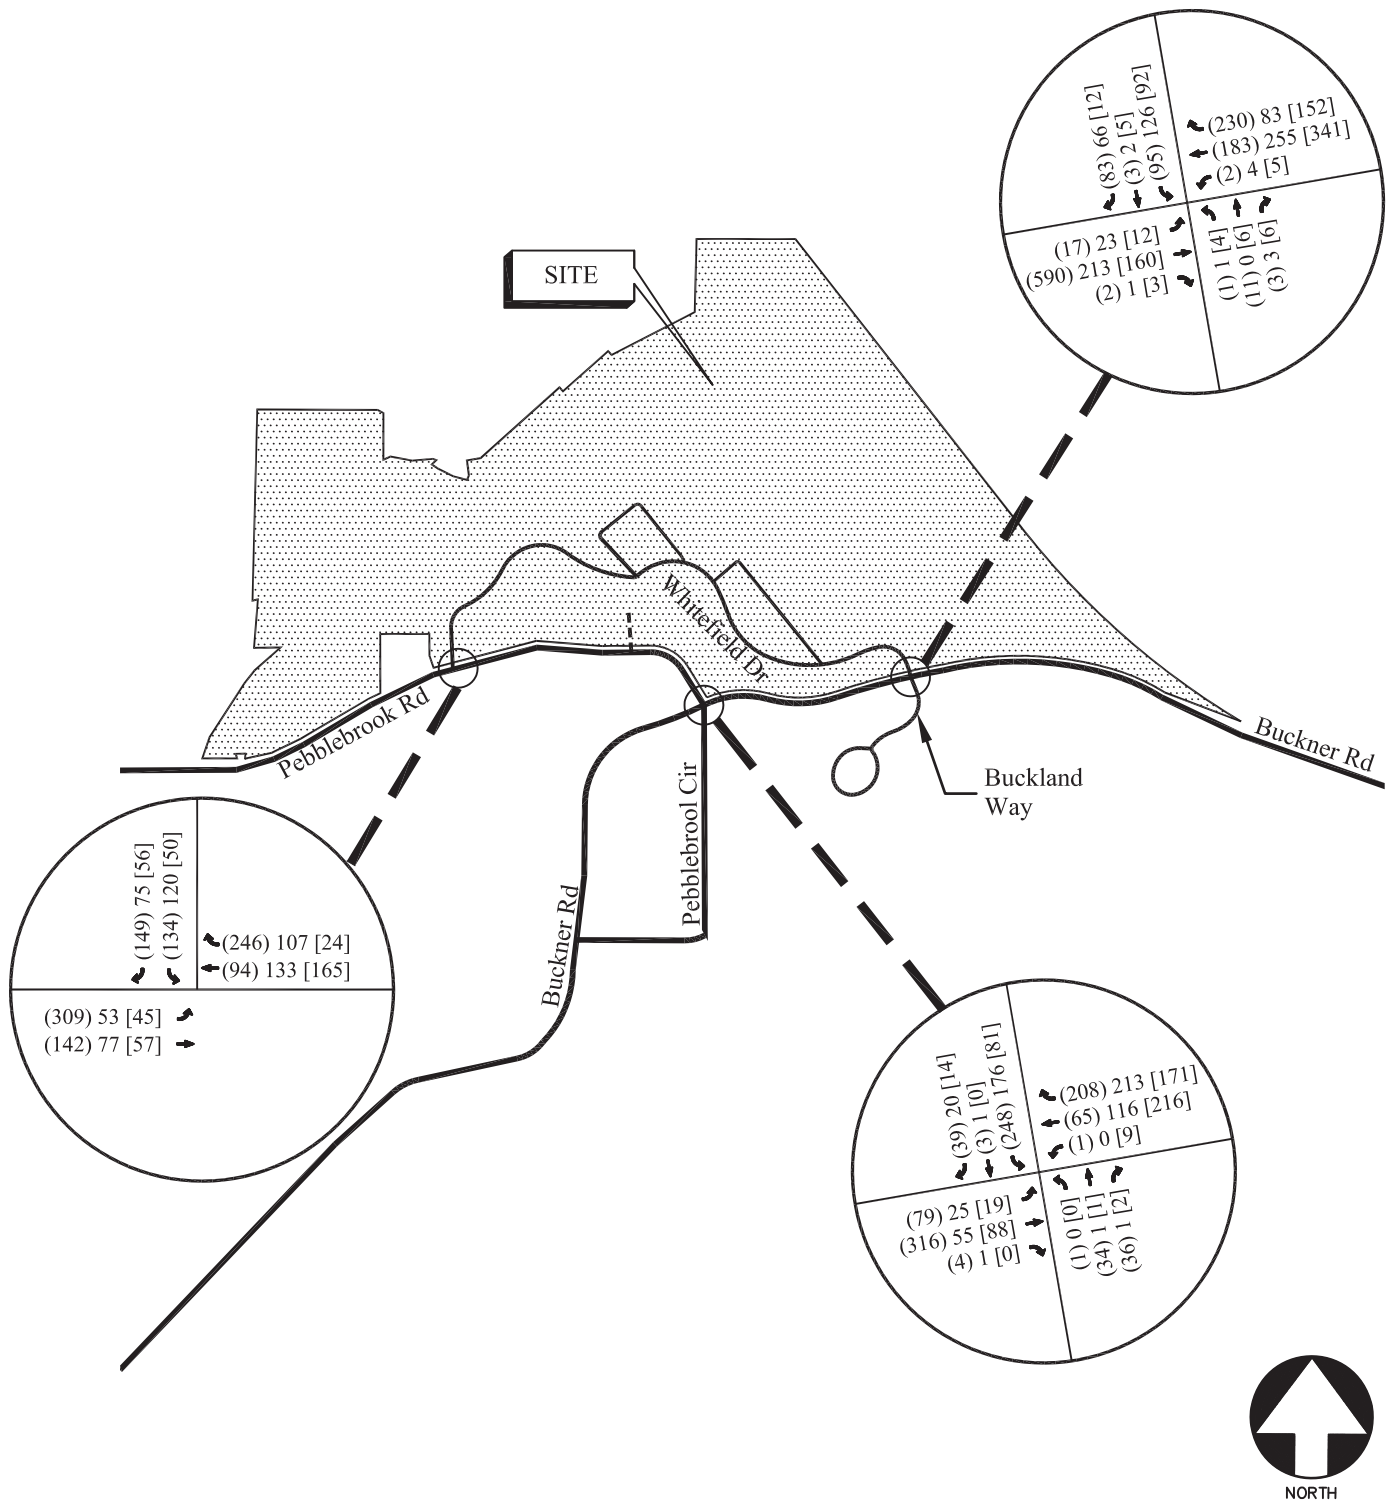 (83) 66 [12]
(3) 2 [5]
(95) 126 [92]
(230) 83 [152]
(183) 255 [341]
(2) 4 [5]
(17) 23 [12]
(590) 213 [160]
(2) 1 [3]
(1) 1 [4]
(11) 0 [6]
(3) 3 [6]
SITE
Whitefield Dr
Pebblebrook Rd
Buckner Rd
Buckland
Way
Pebblebrool Cir
Buckner Rd
(149) 75 [56]
(134) 120 [50]
(246) 107 [24]
(94) 133 [165]
(309) 53 [45]
(142) 77 [57]
(39) 20 [14]
(3) 1 [0]
(248) 176 [81]
(208) 213 [171]
(65) 116 [216]
(1) 0 [9]
(79) 25 [19]
(316) 55 [88]
(4) 1 [0]
(1) 0 [0]
(34) 1 [1]
(36) 1 [2]
NORTH